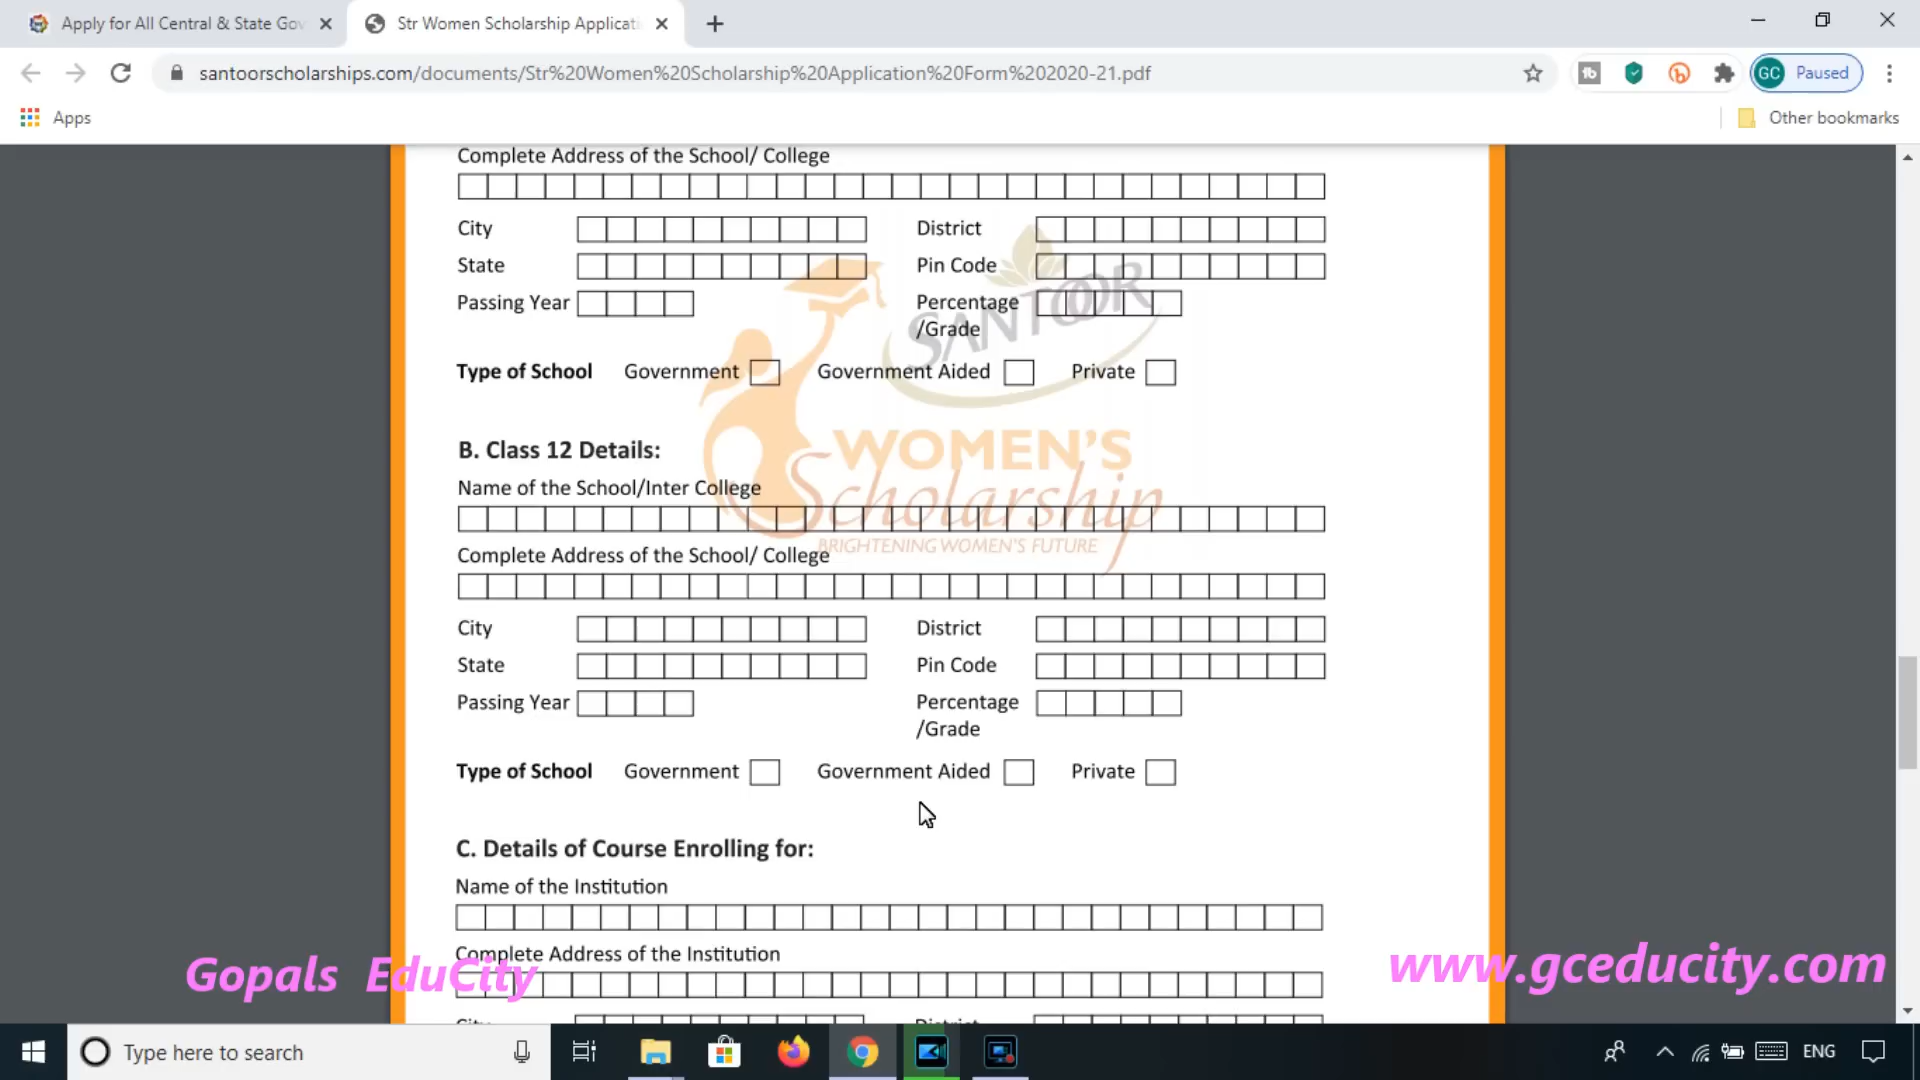 Apply for All Central & State Gov
Str Women Scholarship Applicati
santoorscholarships.com/documents/Str%20Women%20Scholarship%20Application%20Form%202020-21.pdf
GC Paused
Apps
Other bookmarks
Complete Address of the School/ College
City District
State Pin Code
Passing Year Percentage
/Grade
SANTOOR
Type of School Government Government Aided Private
WOMEN'S
B. Class 12 Details:
Name of the School/Inter College
Scholarship
BRIGHTENING WOMEN'S FUTURE
Complete Address of the School/ College
City District
State Pin Code
Passing Year Percentage
/Grade
Type of School Government Government Aided Private
C. Details of Course Enrolling for:
Name of the Institution
Complete Address of the Institution
Gopals EduCity
www.gceducity.com
City District
Type here to search
ENG